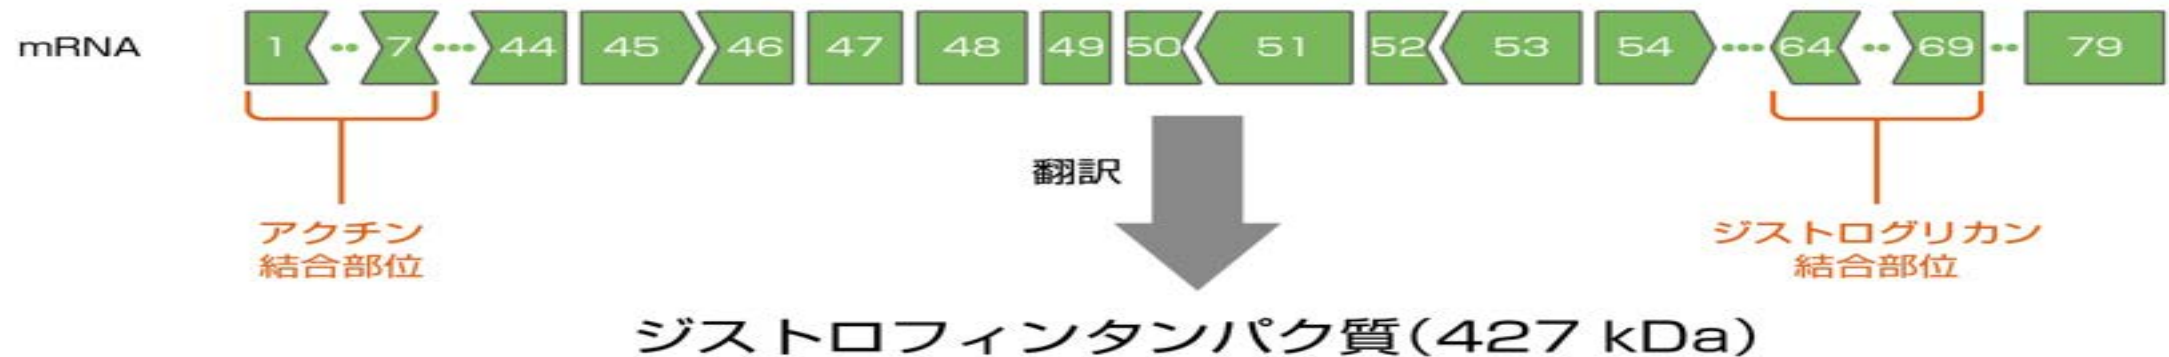 mRNA 1 7 44 45 46 47 48 49 50 51 52 53 54 64 69 79
翻訳
アクチン
結合部位
ジストログリカン
結合部位
ジストロフィンタンパク質(427 kDa)